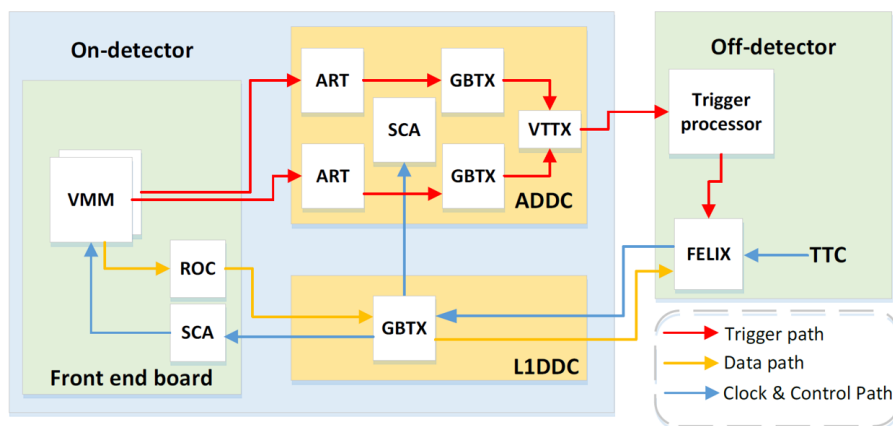 On-detector
Off-detector
ART
GBTX
Trigger
processor
SCA
VTTX
VMM
ART
GBTX
ADDC
ROC
FELIX
TTC
SCA
GBTX
Front end board
L1DDC
Trigger path
Data path
Clock & Control Path